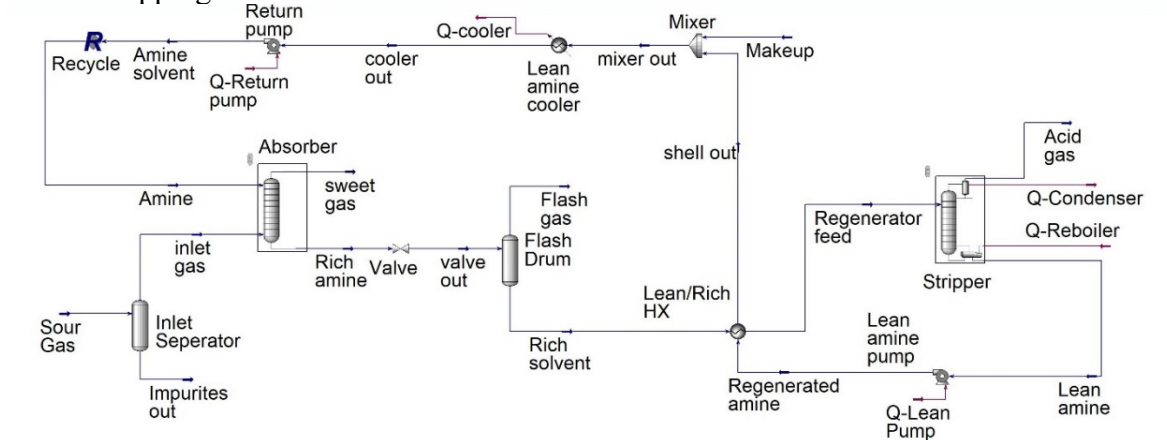 Return
pump
Q-cooler
Mixer
Makeup
R
Recycle
Amine
solvent
Q-Return
pump
cooler
out
Lean
amine
cooler
mixer out
Absorber
shell out
Acid
gas
sweet
gas
Flash
gas
Q-Condenser
Amine
Regenerator
feed
Q-Reboiler
inlet
gas
Flash
Drum
Rich
amine
Valve
valve
out
Stripper
Lean/Rich
HX
Sour
Gas
Inlet
Seperator
Rich
solvent
Lean
amine
pump
Impurites
out
Regenerated
amine
Lean
amine
Q-Lean
Pump